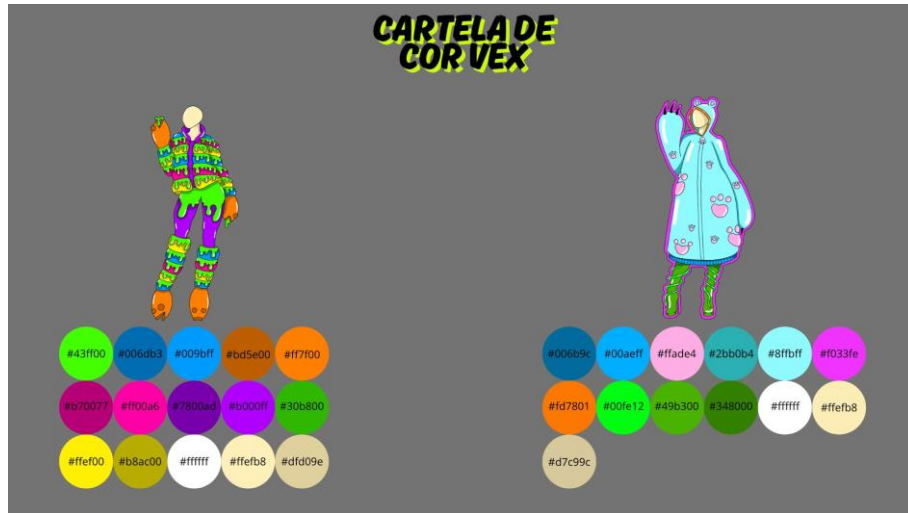 CARTELA DE
COR VEX
#43ff00 #006db3 #009bff #bd5e00 #ff7f00
#b70077 #ff00a6 #7800ad #b000ff #30b800
#ffef00 #b8ac00 #ffffff #ffefb8 #dfd09e
#006b9c #00aeff #ffade4 #2bb0b4 #8ffbff #f033fe
#fd7801 #00fe12 #49b300 #348000 #ffffff #ffefb8
#d7c99c